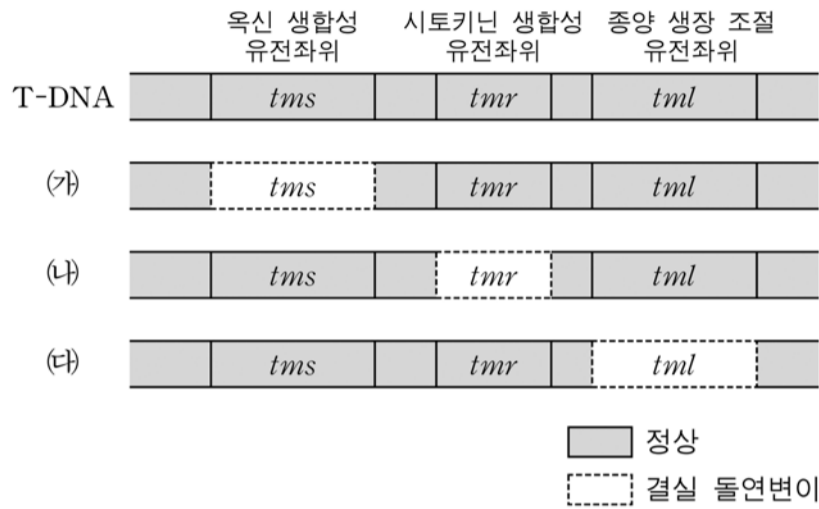 옥신 생합성 시토키닌 생합성 종양 생장 조절
유전좌위 유전좌위 유전좌위
T-DNA tms tmr tml
(가) tms tmr tml
(나) tms tmr tml
(다) tms tmr tml
정상
결실 돌연변이